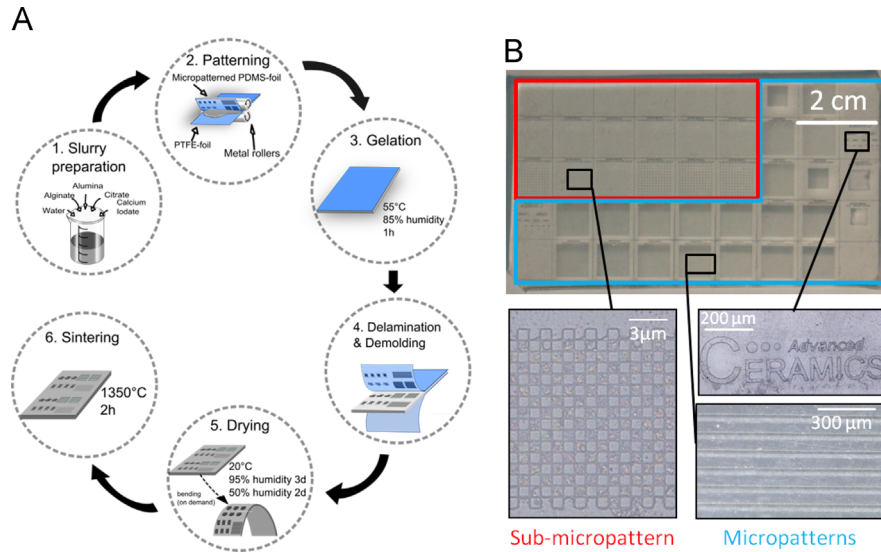 A
1. Slurry
preparation
Alumina
Alginate
Citrate
Water
Calcium
Iodate
2. Patterning
Micropatterned PDMS-foil
PTFE-foil
Metal rollers
3. Gelation
55°C
85% humidity
1h
4. Delamination
& Demolding
5. Drying
20°C
95% humidity 3d
50% humidity 2d
bending
(on demand)
6. Sintering
1350°C
2h
B
2 cm
3µm
200 µm
Advanced
CERAMICS
300 µm
Sub-micropattern
Micropatterns